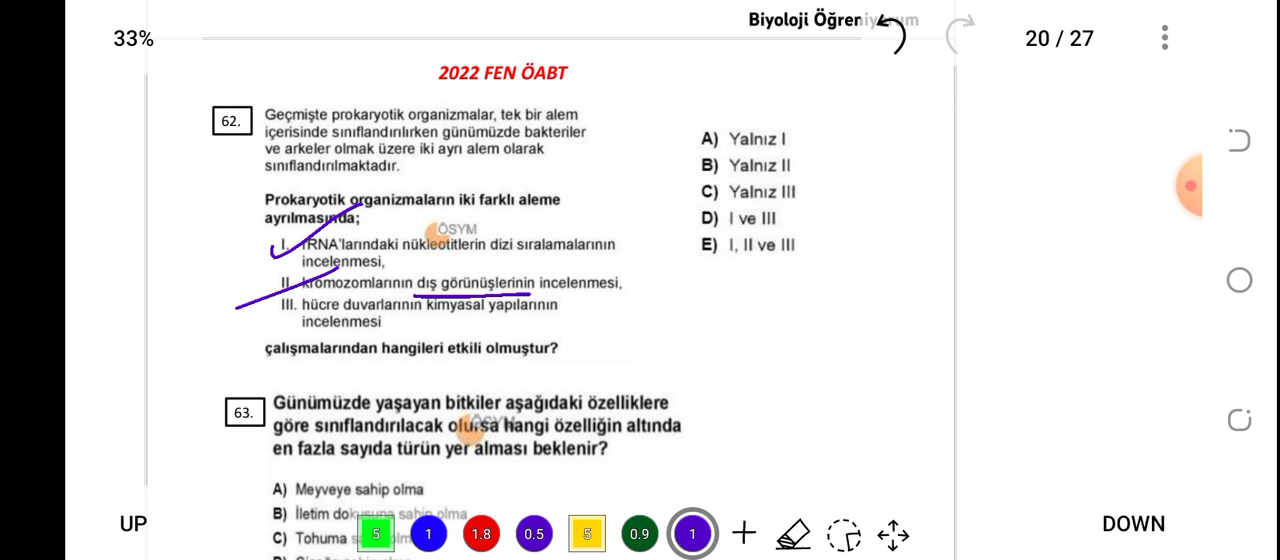 Biyoloji Öğreniyorum
33%
20 / 27
2022 FEN ÖABT
62.
Geçmişte prokaryotik organizmalar, tek bir alem
içerisinde sınıflandırılırken günümüzde bakteriler
ve arkeler olmak üzere iki ayrı alem olarak
sınıflandırılmaktadır.
Prokaryotik organizmaların iki farklı aleme
ayrılmasında;
ÖSYM
I. rRNA'larındaki nükleotitlerin dizi sıralamalarının
incelenmesi,
II. kromozomlarının dış görünüşlerinin incelenmesi,
III. hücre duvarlarının kimyasal yapılarının
incelenmesi
çalışmalarından hangileri etkili olmuştur?
A) Yalnız I
B) Yalnız II
C) Yalnız III
D) I ve III
E) I, II ve III
63.
Günümüzde yaşayan bitkiler aşağıdaki özelliklere
göre sınıflandırılacak olursa hangi özelliğin altında
en fazla sayıda türün yer alması beklenir?
ÖSYM
A) Meyveye sahip olma
B) İletim dokusuna sahip olma
C) Tohuma
UP
5 1 1.8 0.5 5 0.9 1
DOWN